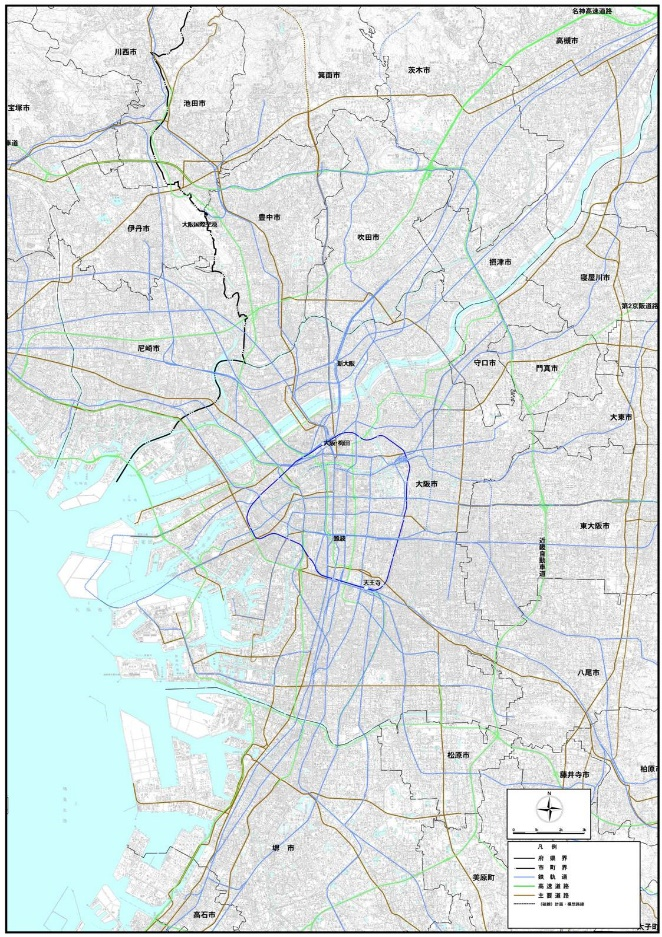 名神高速道路
高槻市
川西市
茨木市
箕面市
池田市
宝塚市
車道
豊中市
大阪国際空港
伊丹市
吹田市
摂津市
寝屋川市
第2京阪道路
尼崎市
新大阪
守口市
門真市
大東市
大阪・梅田
大阪市
東大阪市
難波
近畿自動車道
天王寺
八尾市
松原市
藤井寺市
柏原市
堺 市
美原町
高石市
太子町
N
凡 例
府 県 界
市 町 界
鉄 軌 道
高 速 道 路
主 要 道 路